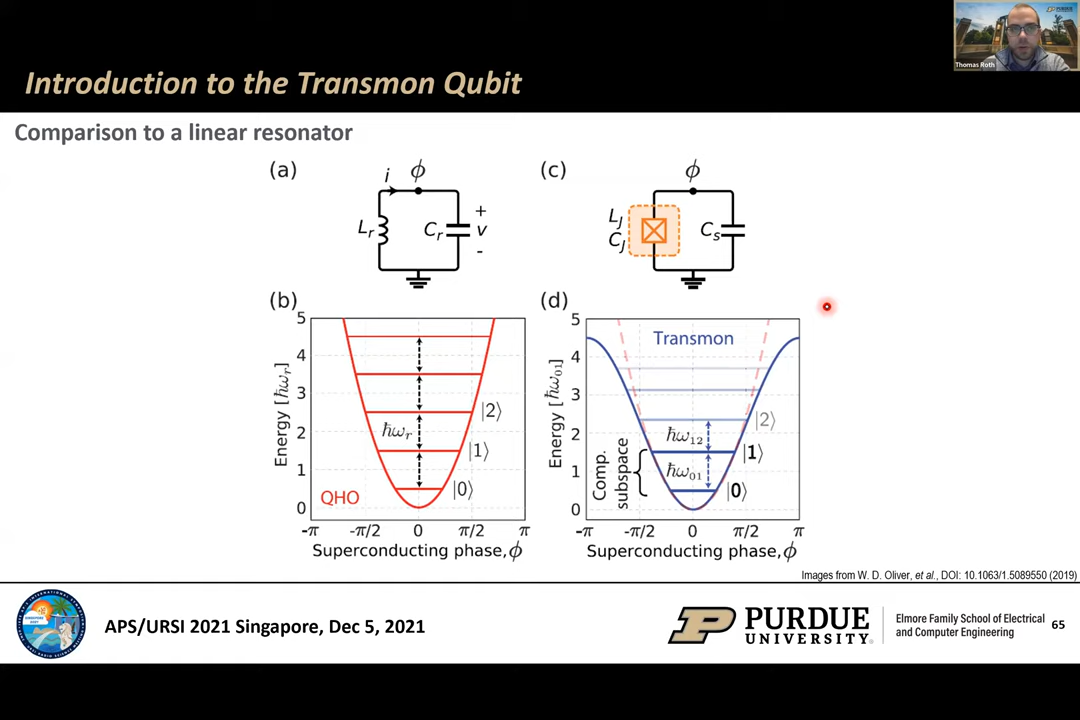 PURDUE
Thomas Roth
Introduction to the Transmon Qubit
Comparison to a linear resonator
(a)
i
ϕ
L_r
C_r
+
v
-
(c)
ϕ
L_J
C_J
C_s
(b)
5
4
3
2
1
0
Energy [ℏω_r]
ℏω_r
|2⟩
|1⟩
|0⟩
QHO
-π
-π/2
0
π/2
π
Superconducting phase, ϕ
(d)
5
4
3
2
1
0
Energy [ℏω_01]
Transmon
ℏω_12
|2⟩
|1⟩
ℏω_01
|0⟩
Comp.
subspace
-π
-π/2
0
π/2
π
Superconducting phase, ϕ
Images from W. D. Oliver, et al., DOI: 10.1063/1.5089550 (2019)
APS/URSI 2021 Singapore, Dec 5, 2021
P PURDUE
UNIVERSITY®
Elmore Family School of Electrical
and Computer Engineering
65